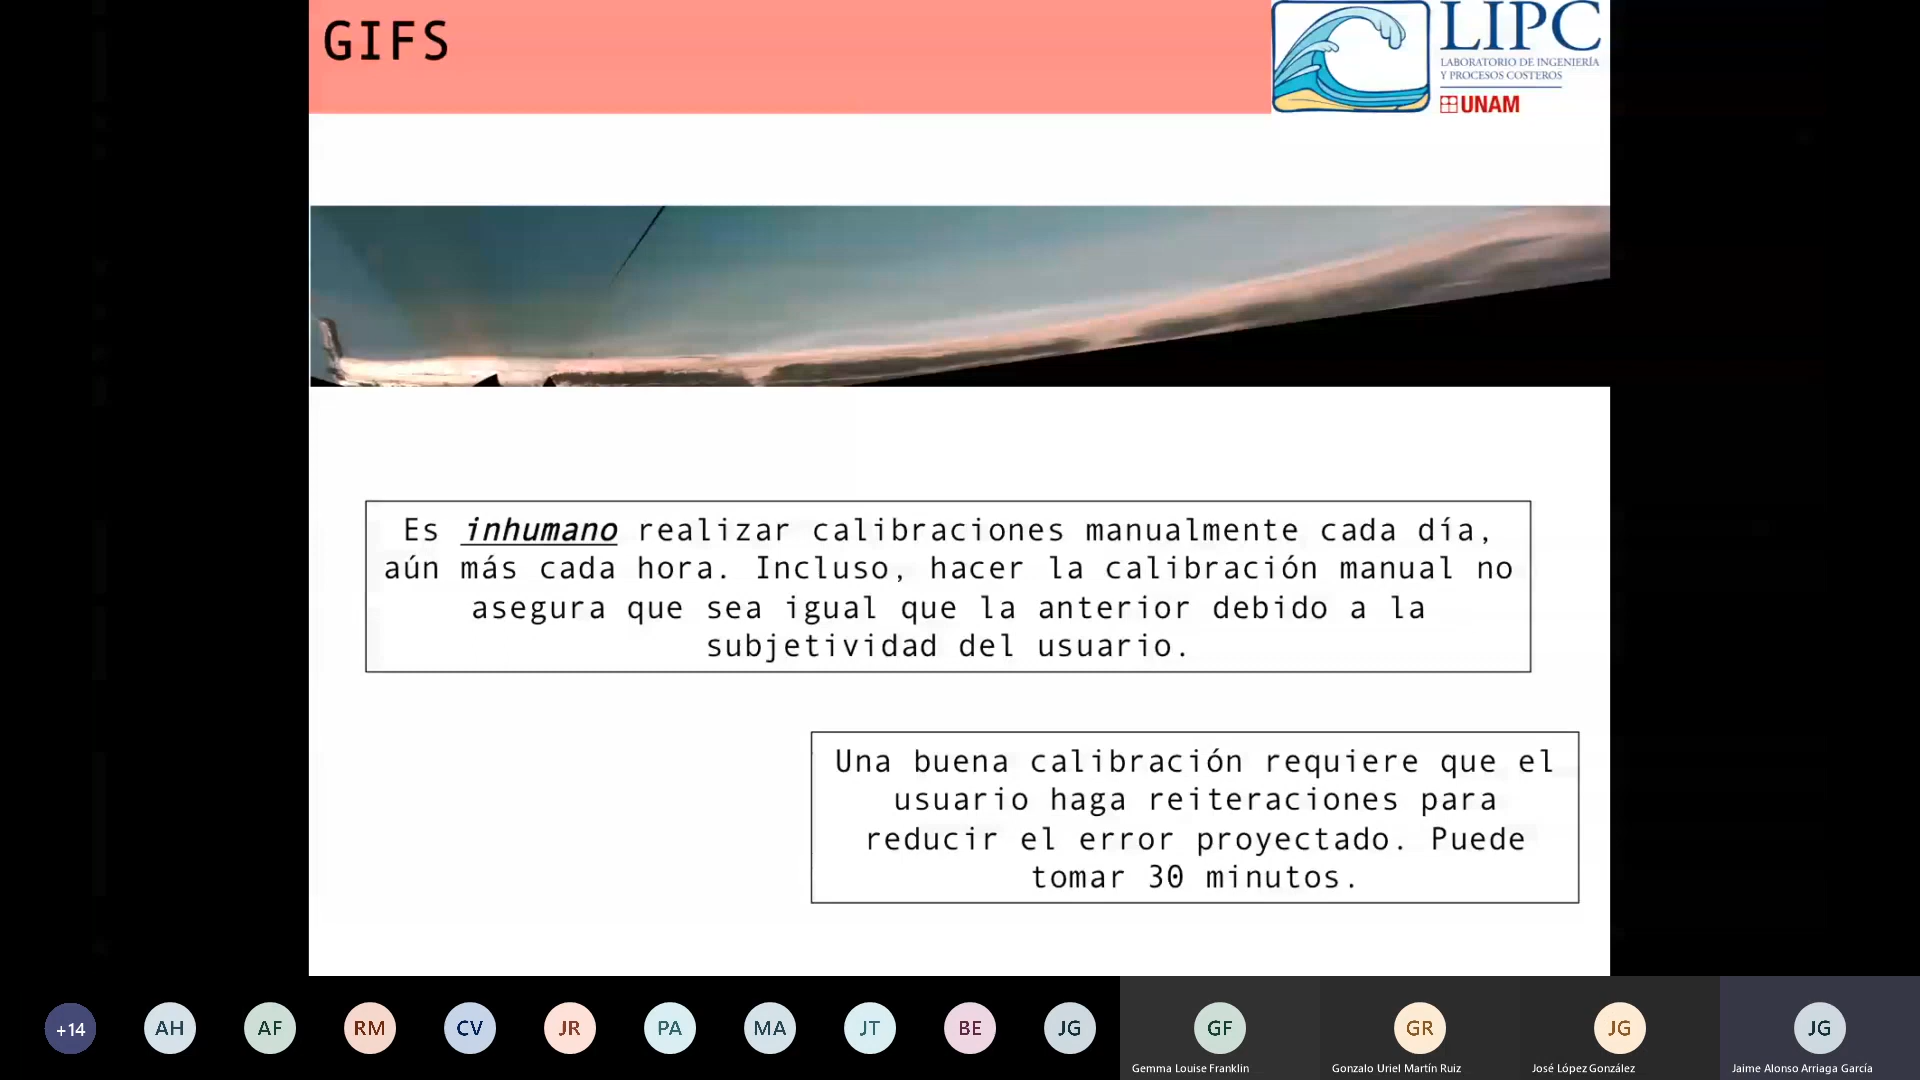 GIFS
LIPC
LABORATORIO DE INGENIERÍA
Y PROCESOS COSTEROS
UNAM
Es inhumano realizar calibraciones manualmente cada día,
aún más cada hora. Incluso, hacer la calibración manual no
asegura que sea igual que la anterior debido a la
subjetividad del usuario.
Una buena calibración requiere que el
usuario haga reiteraciones para
reducir el error proyectado. Puede
tomar 30 minutos.
+14
AH
AF
RM
CV
JR
PA
MA
JT
BE
JG
GF
GR
JG
JG
Gemma Louise Franklin
Gonzalo Uriel Martín Ruiz
José López González
Jaime Alonso Arriaga García